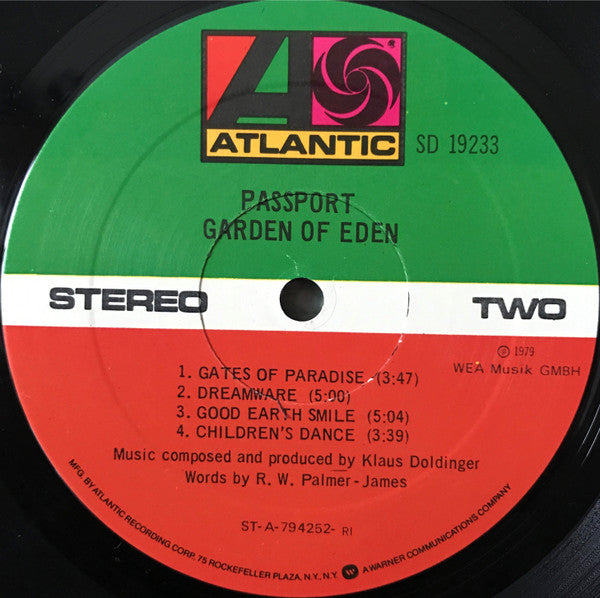 ATLANTIC
SD 19233
PASSPORT
GARDEN OF EDEN
STEREO
TWO
℗ 1979
WEA Musik GMBH
1. GATES OF PARADISE (3:47)
2. DREAMWARE (5:00)
3. GOOD EARTH SMILE (5:04)
4. CHILDREN'S DANCE (3:39)
Music composed and produced by Klaus Doldinger
Words by R. W. Palmer-James
ST-A-794252- RI
MFG. BY ATLANTIC RECORDING CORP. 75 ROCKEFELLER PLAZA, N.Y., N.Y. A WARNER COMMUNICATIONS COMPANY